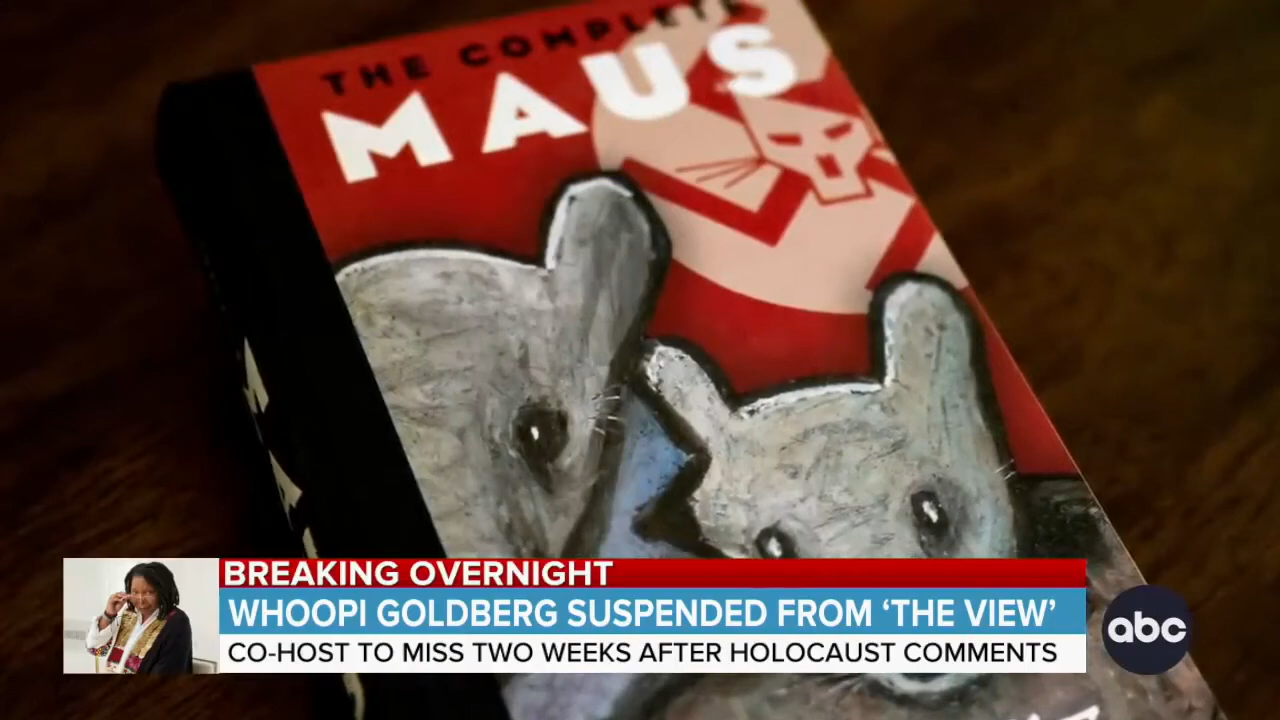 THE COMPLETE
MAUS
MAUS
BREAKING OVERNIGHT
WHOOPI GOLDBERG SUSPENDED FROM ‘THE VIEW’
CO-HOST TO MISS TWO WEEKS AFTER HOLOCAUST COMMENTS
abc